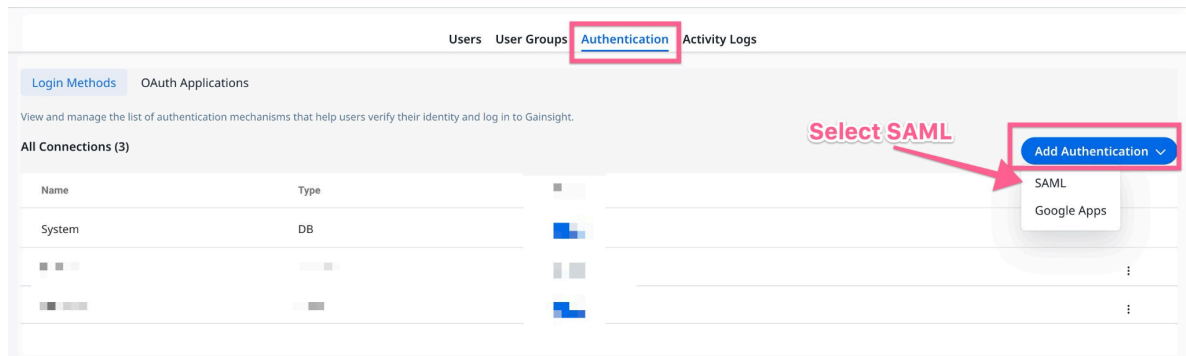 Users User Groups Authentication Activity Logs
Login Methods OAuth Applications
View and manage the list of authentication mechanisms that help users verify their identity and log in to Gainsight.
Select SAML
All Connections (3)
Add Authentication
Name Type
SAML
Google Apps
System DB